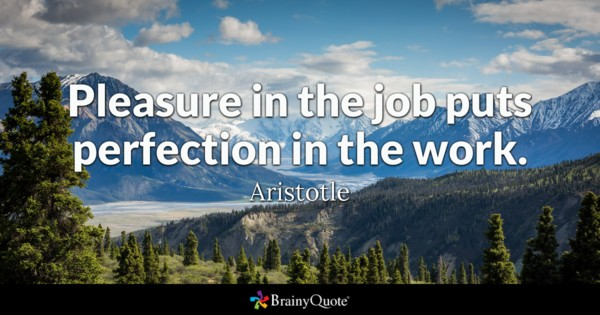 Pleasure in the job puts
perfection in the work.
Aristotle
BrainyQuote®